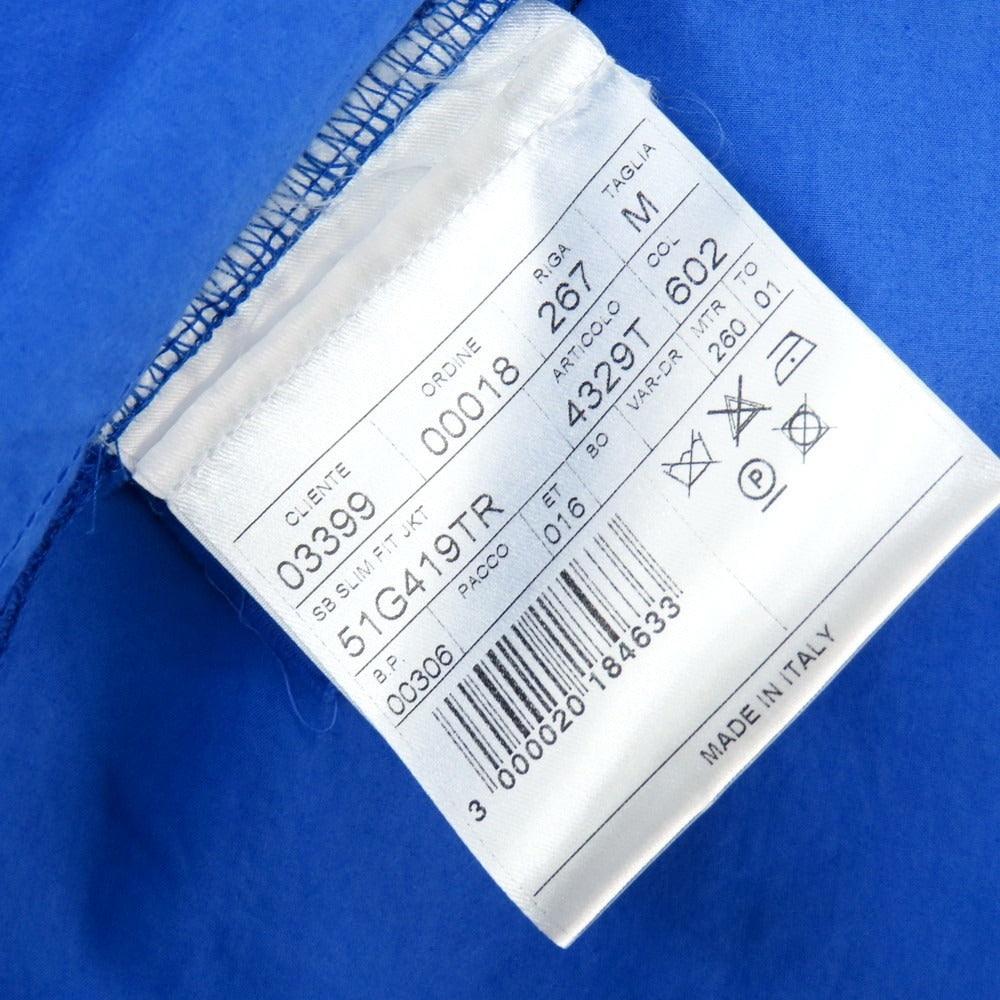 CLIENTE ORDINE RIGA TAGLIA
03399 00018 267 M
SB SLIM FIT JKT ARTICOLO COL
51G419TR 4329T 602
B.P. PACCO ET BO VAR-DR MTR TO
00306 016 260 01
P
3 000020 184633
MADE IN ITALY